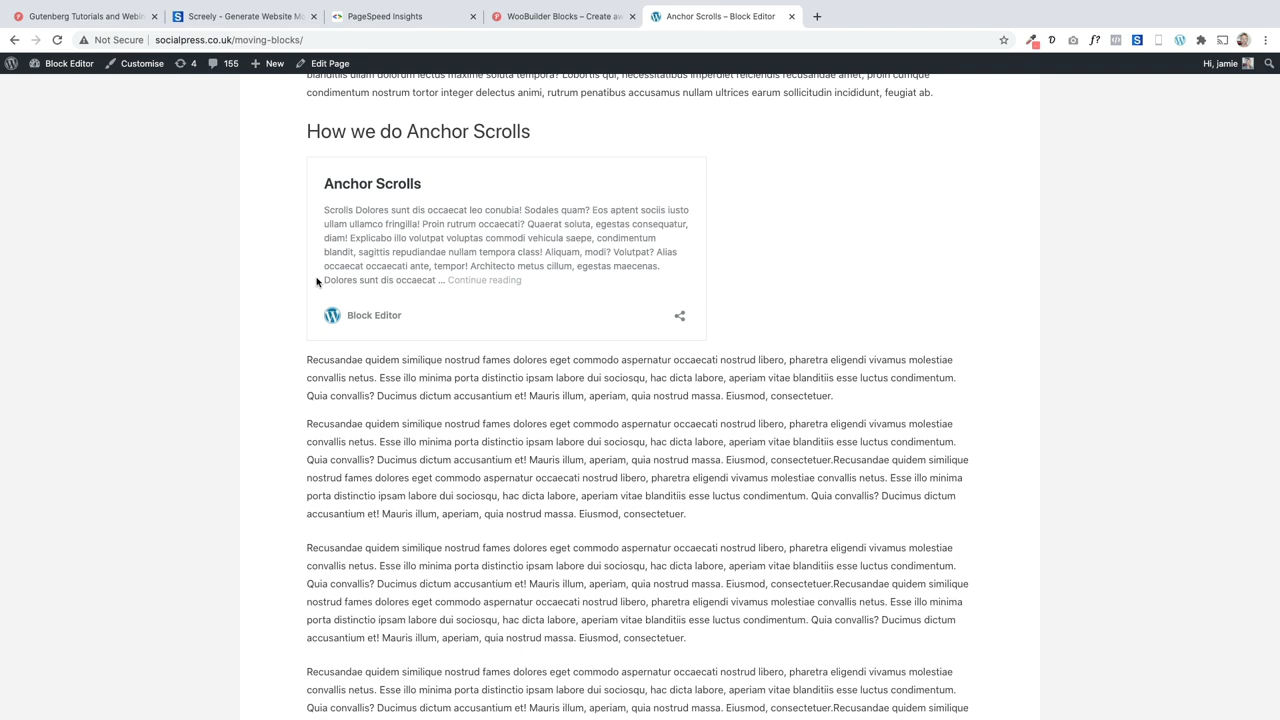 Gutenberg Tutorials and Webin
Screely - Generate Website Mo
PageSpeed Insights
WooBuilder Blocks – Create aw
Anchor Scrolls – Block Editor
Not Secure
socialpress.co.uk/moving-blocks/
Block Editor
Customise
4
155
New
Edit Page
Hi, jamie
blanditiis ullam dolorum lectus maxime soluta tempora? Lobortis qui, necessitatibus imperdiet reiciendis recusandae amet, proin cumque
condimentum nostrum tortor integer delectus animi, rutrum penatibus accusamus nullam ultrices earum sollicitudin incididunt, feugiat ab.
How we do Anchor Scrolls
Anchor Scrolls
Scrolls Dolores sunt dis occaecat leo conubia! Sodales quam? Eos aptent sociis iusto
ullam ullamco fringilla! Proin rutrum occaecati? Quaerat soluta, egestas consequatur,
diam! Explicabo illo volutpat voluptas commodi vehicula saepe, condimentum
blandit, sagittis repudiandae nullam tempora class! Aliquam, modi? Volutpat? Alias
occaecat occaecati ante, tempor! Architecto metus cillum, egestas maecenas.
Dolores sunt dis occaecat ... Continue reading
Block Editor
Recusandae quidem similique nostrud fames dolores eget commodo aspernatur occaecati nostrud libero, pharetra eligendi vivamus molestiae
convallis netus. Esse illo minima porta distinctio ipsam labore dui sociosqu, hac dicta labore, aperiam vitae blanditiis esse luctus condimentum.
Quia convallis? Ducimus dictum accusantium et! Mauris illum, aperiam, quia nostrud massa. Eiusmod, consectetuer.
Recusandae quidem similique nostrud fames dolores eget commodo aspernatur occaecati nostrud libero, pharetra eligendi vivamus molestiae
convallis netus. Esse illo minima porta distinctio ipsam labore dui sociosqu, hac dicta labore, aperiam vitae blanditiis esse luctus condimentum.
Quia convallis? Ducimus dictum accusantium et! Mauris illum, aperiam, quia nostrud massa. Eiusmod, consectetuer.Recusandae quidem similique
nostrud fames dolores eget commodo aspernatur occaecati nostrud libero, pharetra eligendi vivamus molestiae convallis netus. Esse illo minima
porta distinctio ipsam labore dui sociosqu, hac dicta labore, aperiam vitae blanditiis esse luctus condimentum. Quia convallis? Ducimus dictum
accusantium et! Mauris illum, aperiam, quia nostrud massa. Eiusmod, consectetuer.
Recusandae quidem similique nostrud fames dolores eget commodo aspernatur occaecati nostrud libero, pharetra eligendi vivamus molestiae
convallis netus. Esse illo minima porta distinctio ipsam labore dui sociosqu, hac dicta labore, aperiam vitae blanditiis esse luctus condimentum.
Quia convallis? Ducimus dictum accusantium et! Mauris illum, aperiam, quia nostrud massa. Eiusmod, consectetuer.Recusandae quidem similique
nostrud fames dolores eget commodo aspernatur occaecati nostrud libero, pharetra eligendi vivamus molestiae convallis netus. Esse illo minima
porta distinctio ipsam labore dui sociosqu, hac dicta labore, aperiam vitae blanditiis esse luctus condimentum. Quia convallis? Ducimus dictum
accusantium et! Mauris illum, aperiam, quia nostrud massa. Eiusmod, consectetuer.
Recusandae quidem similique nostrud fames dolores eget commodo aspernatur occaecati nostrud libero, pharetra eligendi vivamus molestiae
convallis netus. Esse illo minima porta distinctio ipsam labore dui sociosqu, hac dicta labore, aperiam vitae blanditiis esse luctus condimentum.
Quia convallis? Ducimus dictum accusantium et! Mauris illum, aperiam, quia nostrud massa. Eiusmod, consectetuer.Recusandae quidem similique